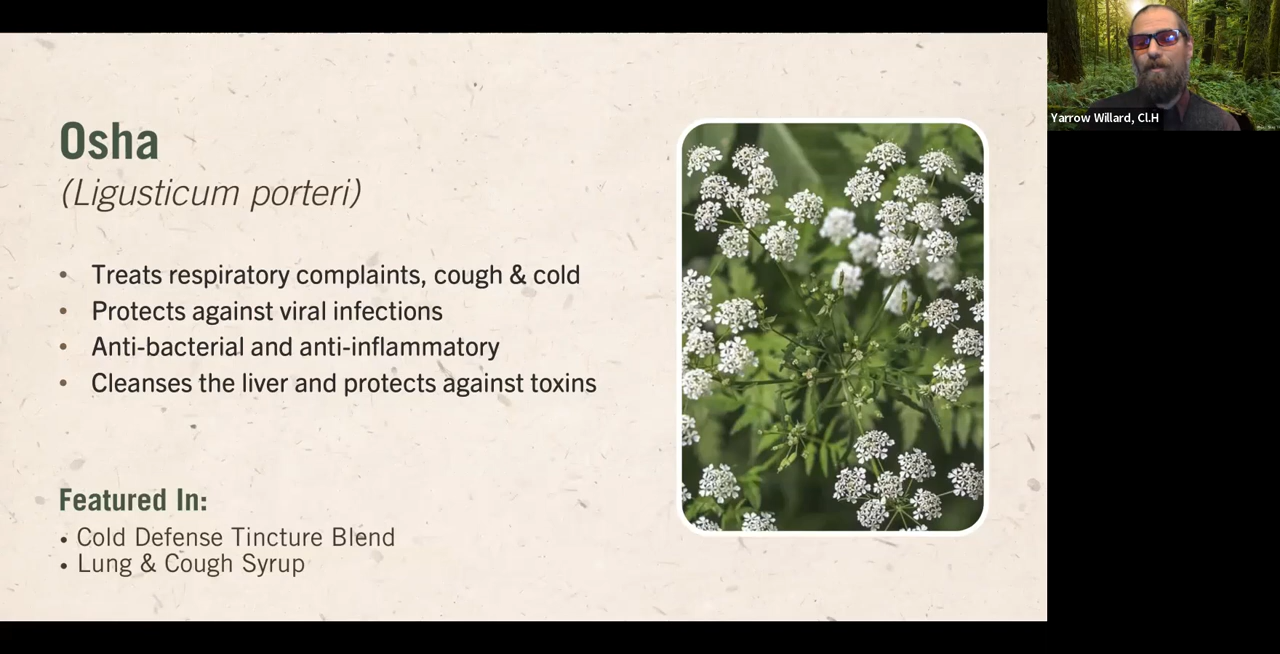 Osha
(Ligusticum porteri)
• Treats respiratory complaints, cough & cold
• Protects against viral infections
• Anti-bacterial and anti-inflammatory
• Cleanses the liver and protects against toxins
Featured In:
• Cold Defense Tincture Blend
• Lung & Cough Syrup
Yarrow Willard, Cl.H